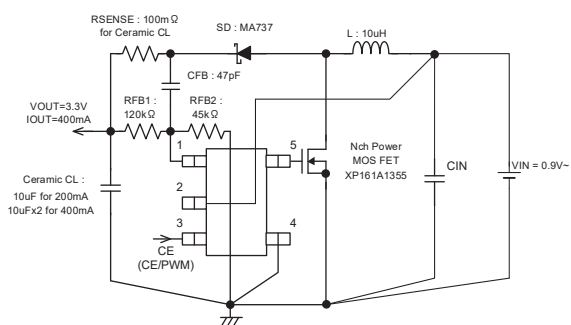 RSENSE : 100mΩ
for Ceramic CL
SD : MA737
L : 10uH
CFB : 47pF
VOUT=3.3V
IOUT=400mA
RFB1 :
120kΩ
RFB2 :
45kΩ
1
5
Nch Power
MOS FET
XP161A1355
CIN
VIN = 0.9V~
Ceramic CL :
10uF for 200mA
10uFx2 for 400mA
2
3
4
CE
(CE/PWM)